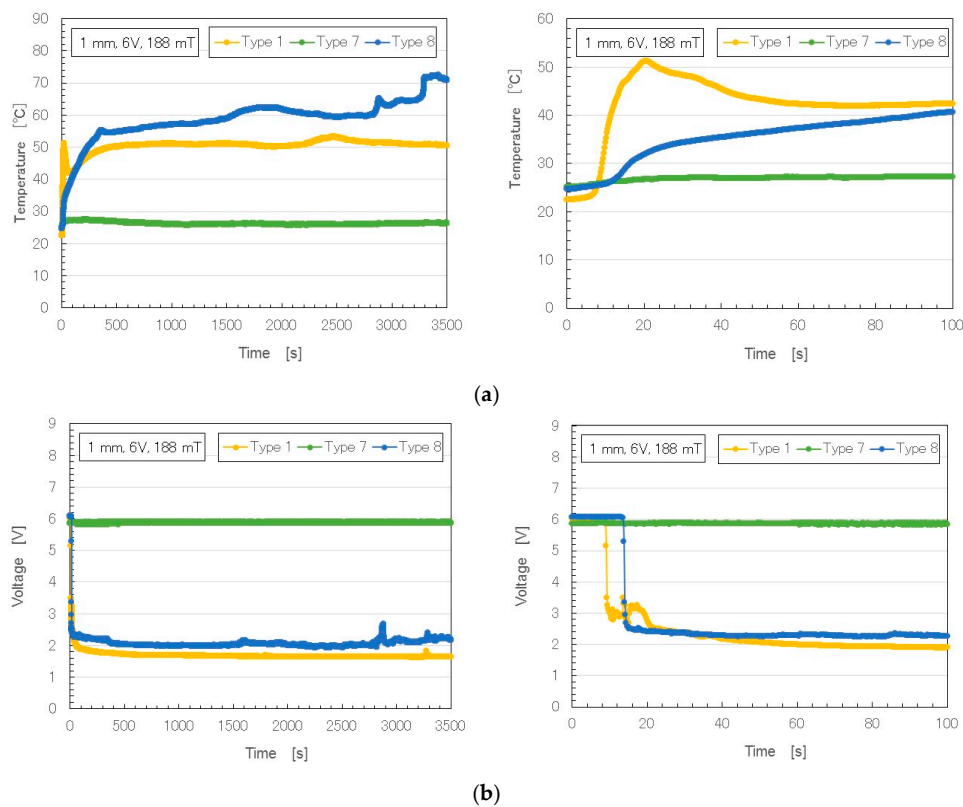 1 mm, 6V, 188 mT
Type 1 Type 7 Type 8
Temperature [°C]
90
80
70
60
50
40
30
20
10
0
0 500 1000 1500 2000 2500 3000 3500
Time [s]
1 mm, 6V, 188 mT
Type 1 Type 7 Type 8
Temperature [°C]
60
50
40
30
20
10
0
0 20 40 60 80 100
Time [s]
(a)
1 mm, 6V, 188 mT
Type 1 Type 7 Type 8
Voltage [V]
9
8
7
6
5
4
3
2
1
0
0 500 1000 1500 2000 2500 3000 3500
Time [s]
1 mm, 6V, 188 mT
Type 1 Type 7 Type 8
Voltage [V]
9
8
7
6
5
4
3
2
1
0
0 20 40 60 80 100
Time [s]
(b)